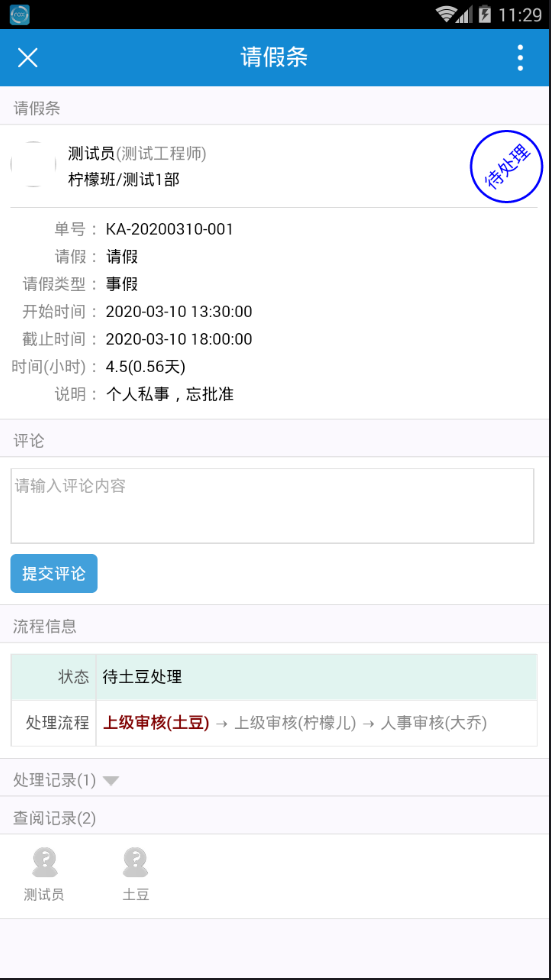 11:29
请假条
请假条
测试员(测试工程师)
柠檬班/测试1部
待处理
单号： KA-20200310-001
请假： 请假
请假类型： 事假
开始时间： 2020-03-10 13:30:00
截止时间： 2020-03-10 18:00:00
时间(小时)： 4.5(0.56天)
说明： 个人私事，忘批准
评论
请输入评论内容
提交评论
流程信息
状态 待土豆处理
处理流程 上级审核(土豆) → 上级审核(柠檬儿) → 人事审核(大乔)
处理记录(1)
查阅记录(2)
测试员 土豆